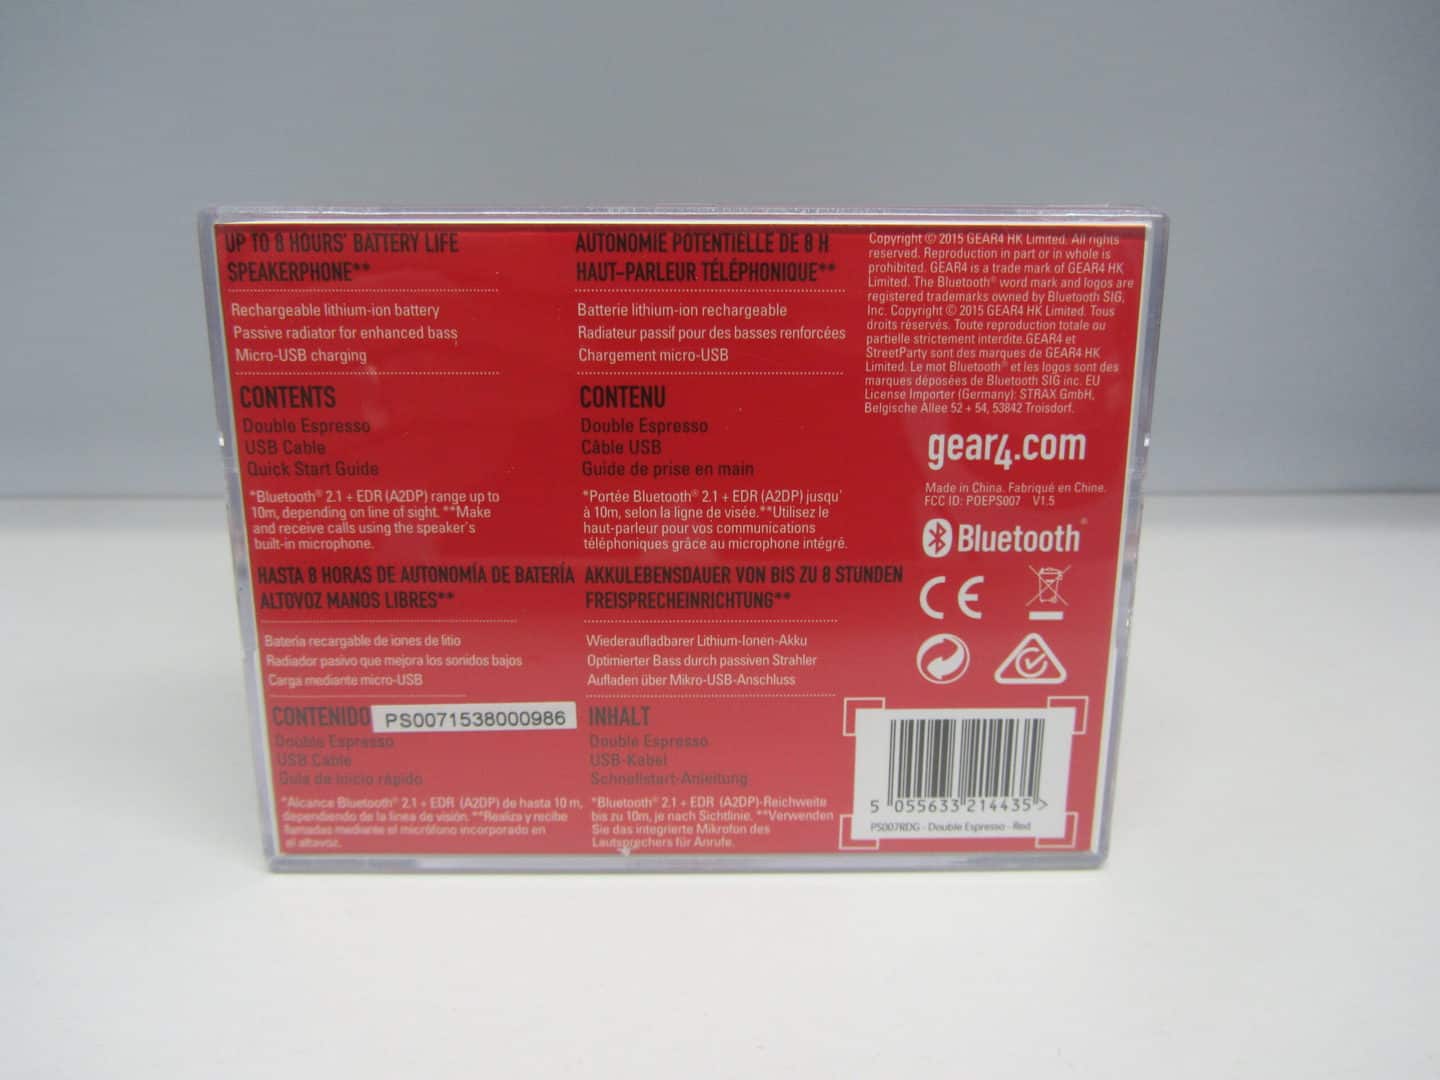 UP TO 8 HOURS' BATTERY LIFE
SPEAKERPHONE**
Rechargeable lithium-ion battery
Passive radiator for enhanced bass
Micro-USB charging
CONTENTS
Double Espresso
USB Cable
Quick Start Guide
*Bluetooth® 2.1 + EDR (A2DP) range up to
10m, depending on line of sight. **Make
and receive calls using the speaker's
built-in microphone.
AUTONOMIE POTENTIELLE DE 8 H
HAUT-PARLEUR TÉLÉPHONIQUE**
Batterie lithium-ion rechargeable
Radiateur passif pour des basses renforcées
Chargement micro-USB
CONTENU
Double Espresso
Câble USB
Guide de prise en main
*Portée Bluetooth® 2.1 + EDR (A2DP) jusqu'
à 10m, selon la ligne de visée.**Utilisez le
haut-parleur pour vos communications
téléphoniques grâce au microphone intégré.
HASTA 8 HORAS DE AUTONOMÍA DE BATERÍA
ALTOVOZ MANOS LIBRES**
Bateria recargable de iones de litio
Radiador pasivo que mejora los sonidos bajos
Carga mediante micro-USB
CONTENIDO
PS0071538000986
Double Espresso
USB Cable
Guía de inicio rápido
*Alcance Bluetooth® 2.1 + EDR (A2DP) de hasta 10 m,
dependiendo de la línea de visión. **Realiza y recibe
llamadas mediante el micrófono incorporado en
el altavoz.
AKKULEBENSDAUER VON BIS ZU 8 STUNDEN
FREISPRECHEINRICHTUNG**
Wiederaufladbarer Lithium-Ionen-Akku
Optimierter Bass durch passiven Strahler
Aufladen über Mikro-USB-Anschluss
INHALT
Double Espresso
USB-Kabel
Schnellstart-Anleitung
*Bluetooth® 2.1 + EDR (A2DP)-Reichweite
bis zu 10m, je nach Sichtlinie. **Verwenden
Sie das integrierte Mikrofon des
Lautsprechers für Anrufe.
Copyright © 2015 GEAR4 HK Limited. All rights
reserved. Reproduction in part or in whole is
prohibited. GEAR4 is a trade mark of GEAR4 HK
Limited. The Bluetooth® word mark and logos are
registered trademarks owned by Bluetooth SIG,
Inc. Copyright © 2015 GEAR4 HK Limited. Tous
droits réservés. Toute reproduction totale ou
partielle strictement interdite.GEAR4 et
StreetParty sont des marques de GEAR4 HK
Limited. Le mot Bluetooth® et les logos sont des
marques déposées de Bluetooth SIG inc. EU
License Importer (Germany): STRAX GmbH,
Belgische Allee 52 + 54, 53842 Troisdorf.
gear4.com
Made in China. Fabriqué en Chine.
FCC ID: POEPS007 V1.5
Bluetooth®
CE
5 055633 214435 >
PS007RDG - Double Espresso - Red